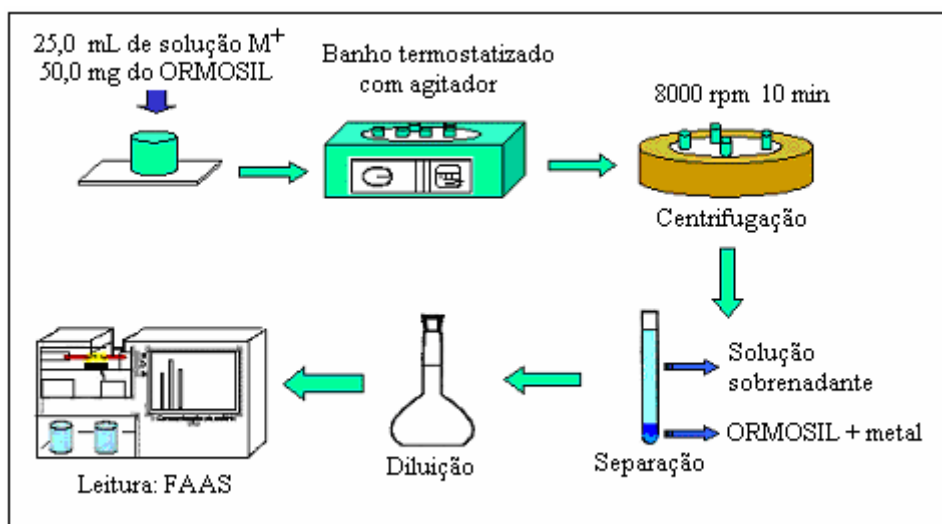 25,0 mL de solução M⁺
50,0 mg do ORMOSIL
Banho termostatizado
com agitador
8000 rpm 10 min
Centrifugação
Solução
sobrenadante
ORMOSIL + metal
Separação
Diluição
Leitura: FAAS